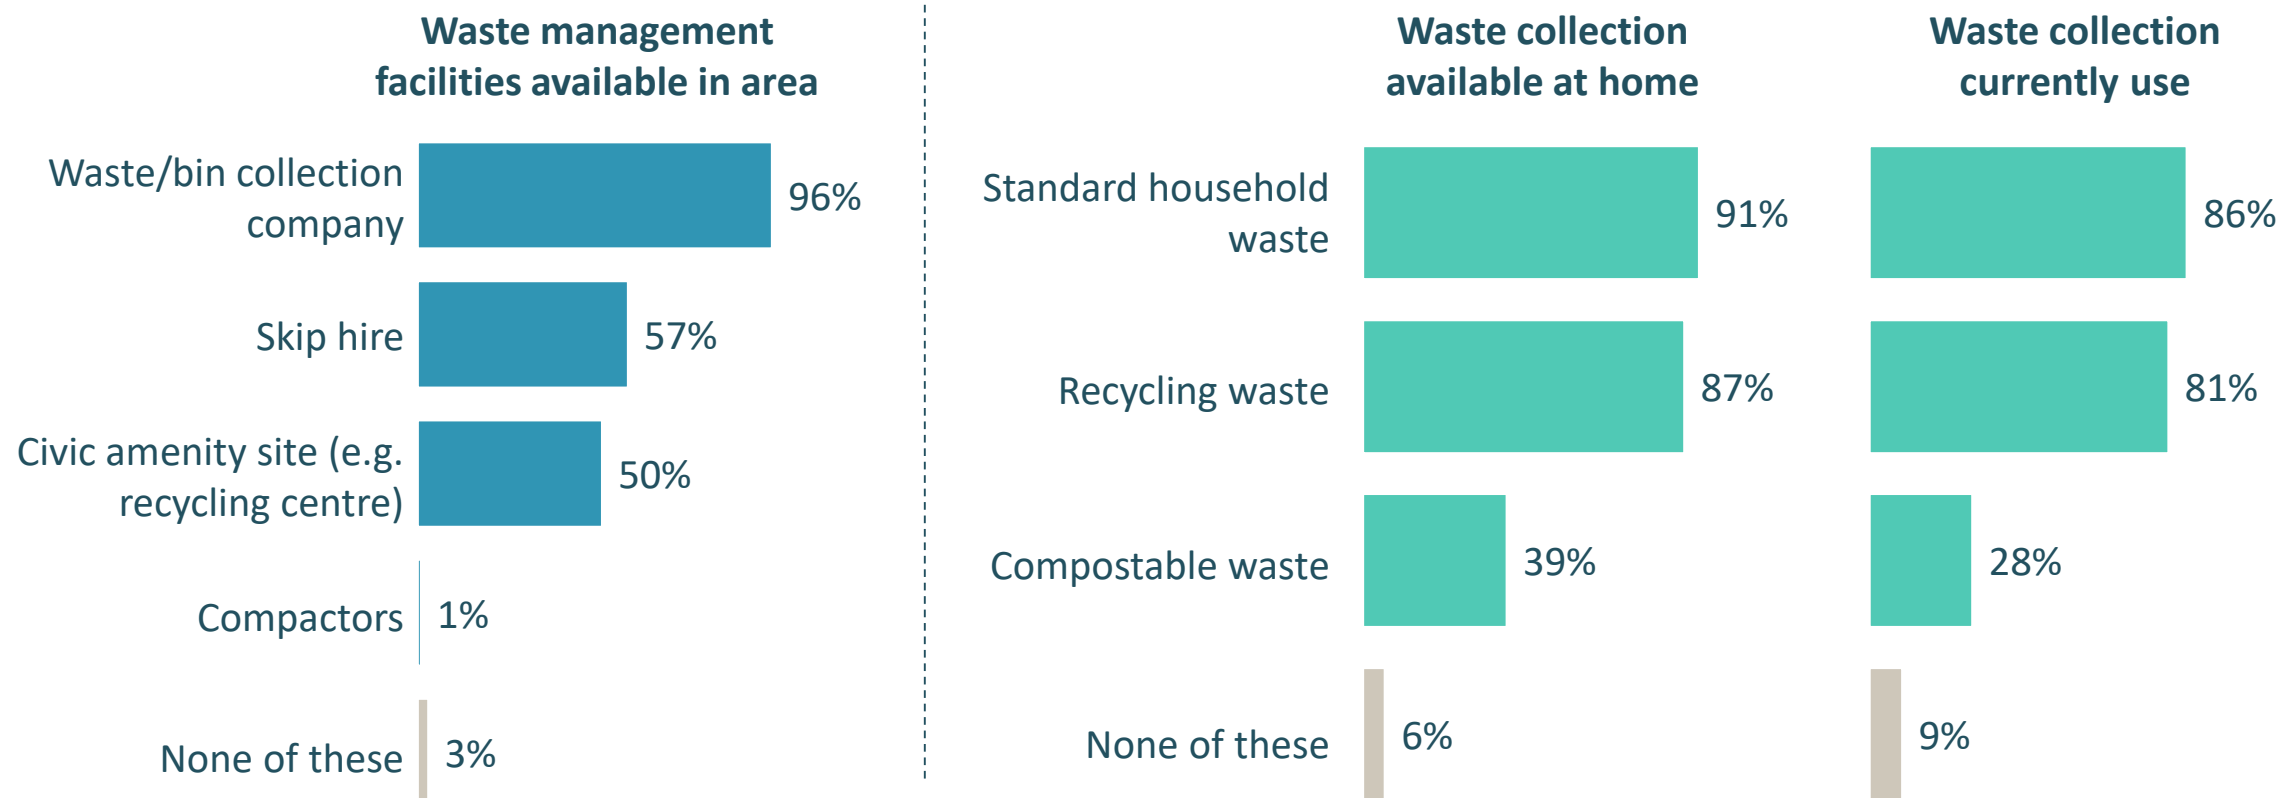 Waste management
facilities available in area
Waste/bin collection
company
96%
Skip hire
57%
Civic amenity site (e.g.
recycling centre)
50%
Compactors
1%
None of these
3%
Waste collection
available at home
Waste collection
currently use
Standard household
waste
91%
86%
Recycling waste
87%
81%
Compostable waste
39%
28%
None of these
6%
9%